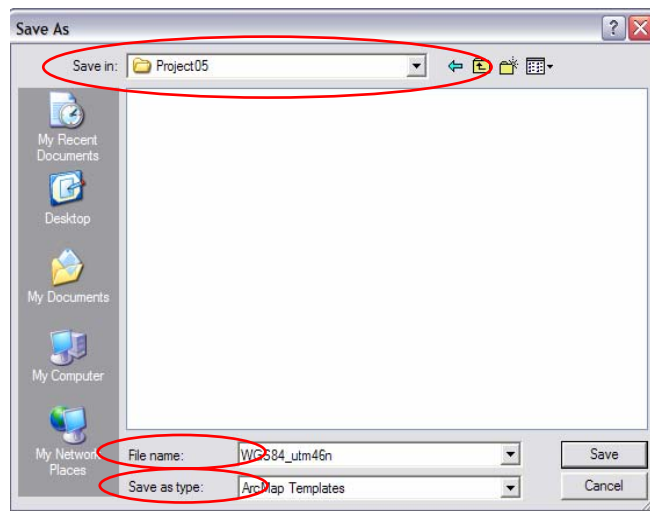 Save As
Save in: Project05
My Recent
Documents
Desktop
My Documents
My Computer
My Network
Places
File name: WGS84_utm46n
Save
Save as type: ArcMap Templates
Cancel